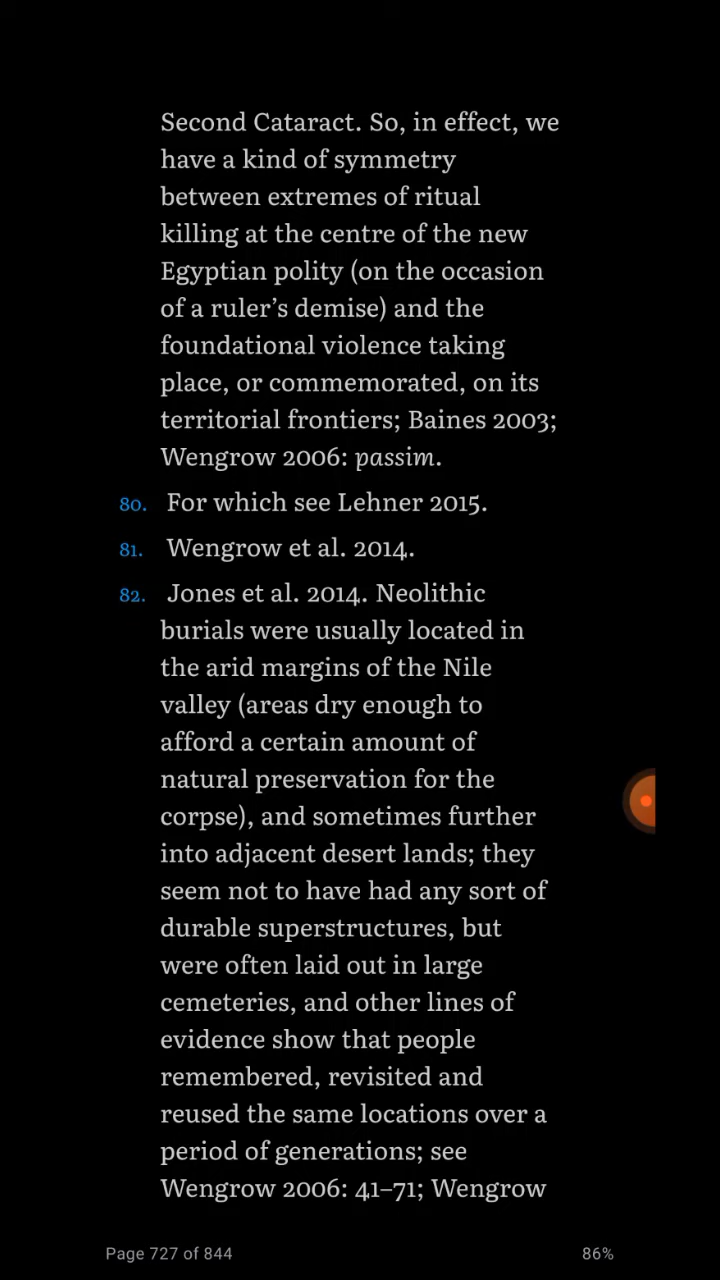 Second Cataract. So, in effect, we
have a kind of symmetry
between extremes of ritual
killing at the centre of the new
Egyptian polity (on the occasion
of a ruler’s demise) and the
foundational violence taking
place, or commemorated, on its
territorial frontiers; Baines 2003;
Wengrow 2006: passim.
80. For which see Lehner 2015.
81. Wengrow et al. 2014.
82. Jones et al. 2014. Neolithic
burials were usually located in
the arid margins of the Nile
valley (areas dry enough to
afford a certain amount of
natural preservation for the
corpse), and sometimes further
into adjacent desert lands; they
seem not to have had any sort of
durable superstructures, but
were often laid out in large
cemeteries, and other lines of
evidence show that people
remembered, revisited and
reused the same locations over a
period of generations; see
Wengrow 2006: 41–71; Wengrow
Page 727 of 844 86%